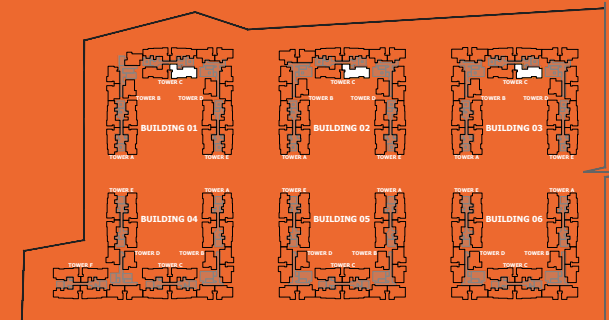 TOWER C TOWER C TOWER C
TOWER B TOWER D TOWER B TOWER D TOWER B TOWER D
BUILDING 01 BUILDING 02 BUILDING 03
TOWER A TOWER E TOWER A TOWER E TOWER A TOWER E
TOWER E TOWER A TOWER E TOWER A TOWER E TOWER A
BUILDING 04 BUILDING 05 BUILDING 06
TOWER D TOWER B TOWER D TOWER B TOWER D TOWER B
TOWER F TOWER C TOWER C TOWER C